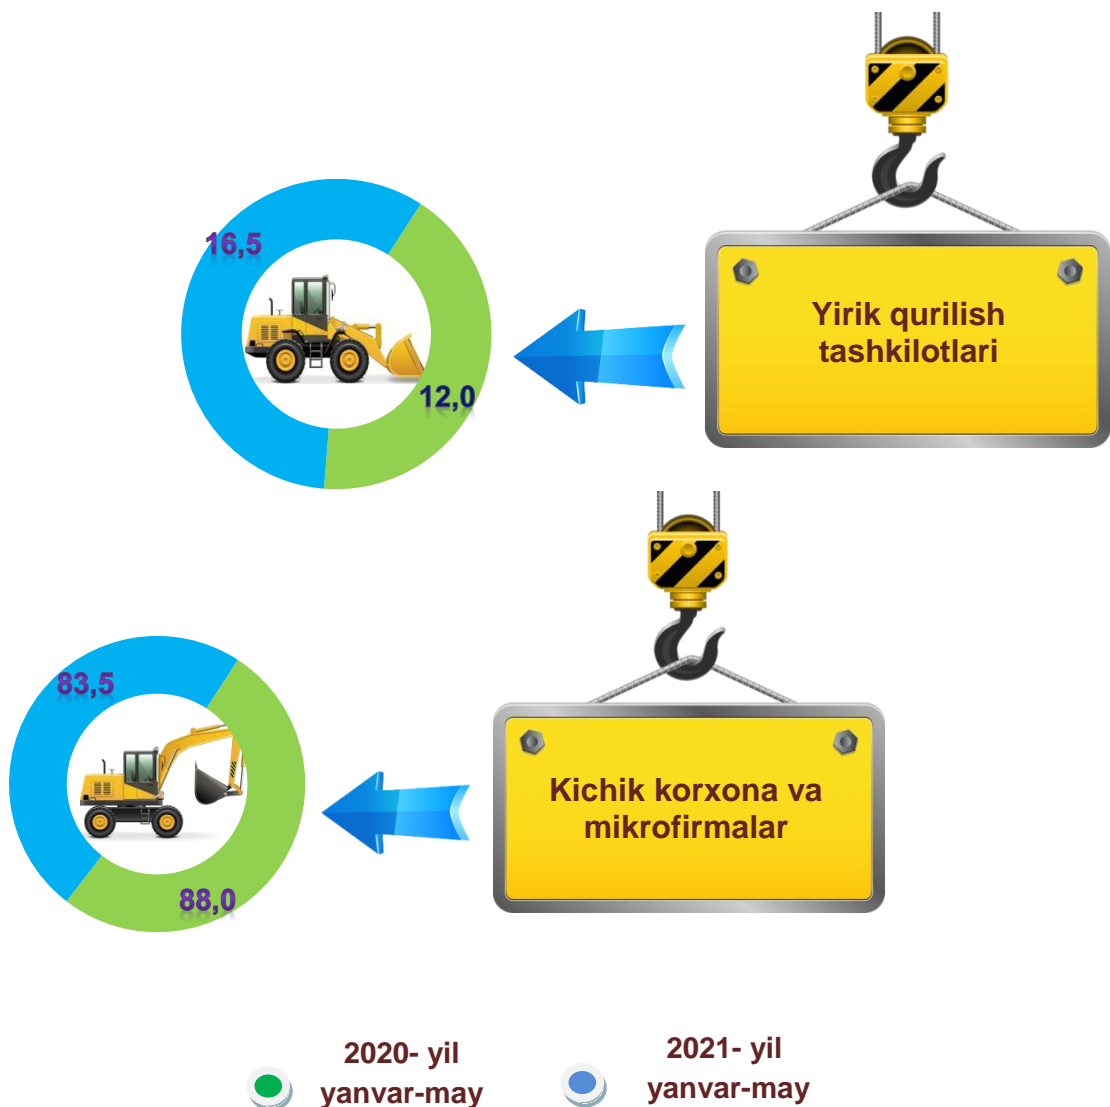 16,5
12,0
Yirik qurilish
tashkilotlari
83,5
88,0
Kichik korxona va
mikrofirmalar
2020- yil
yanvar-may
2021- yil
yanvar-may